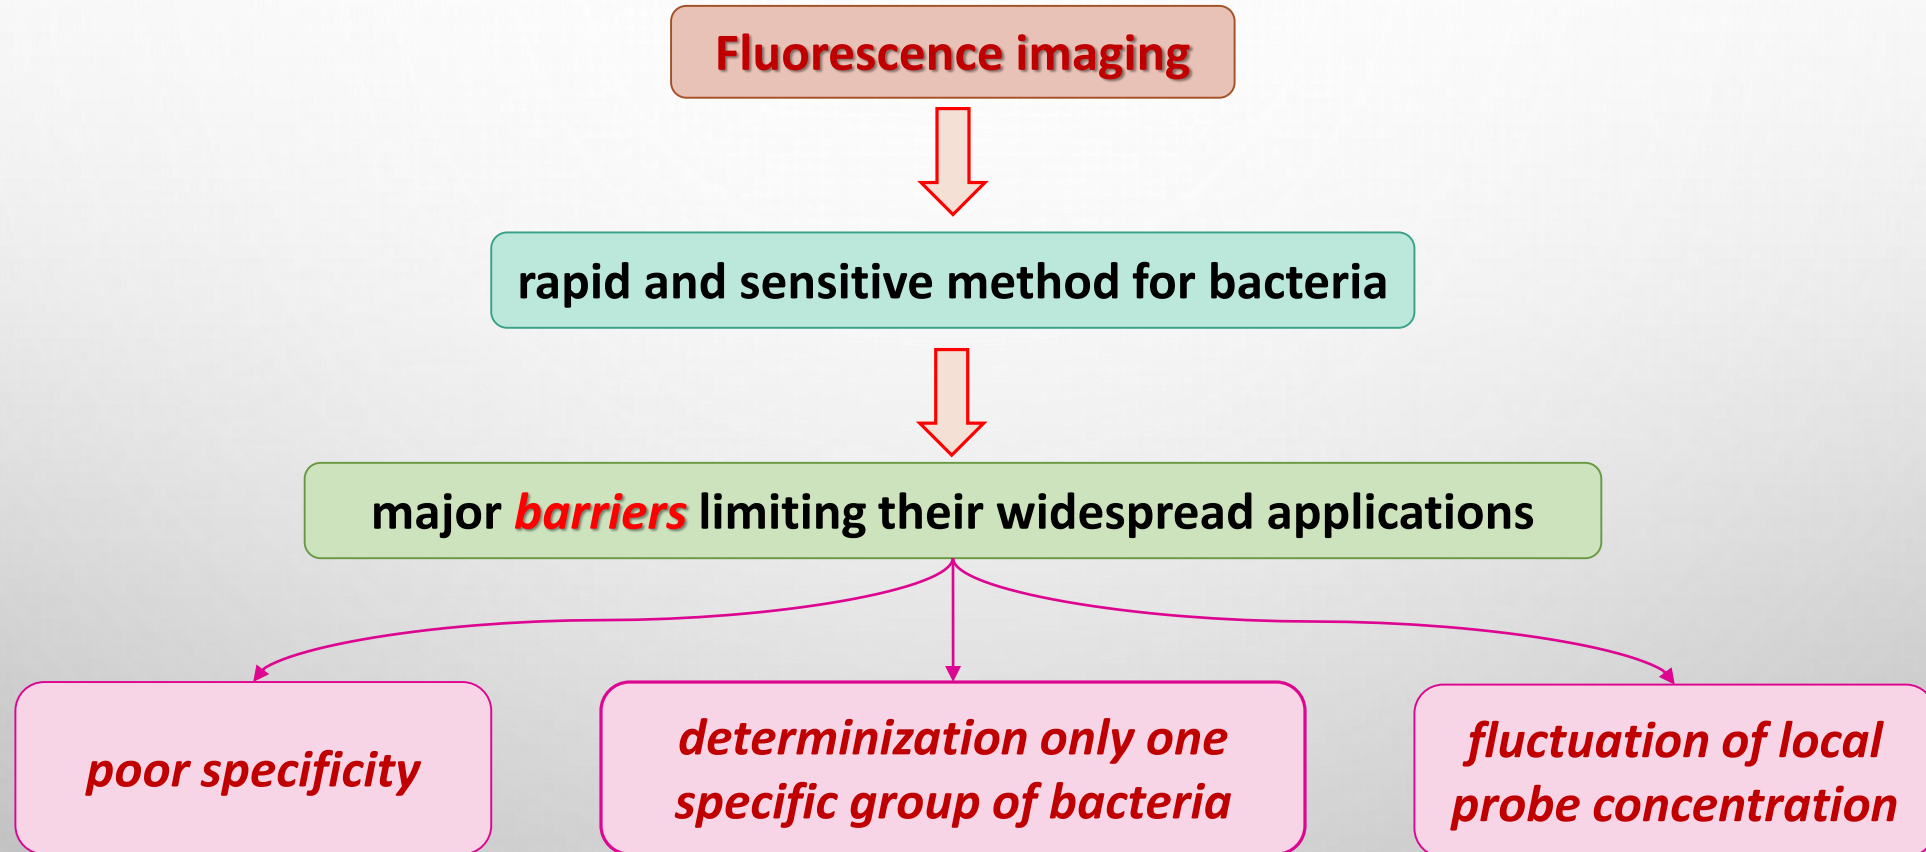 Fluorescence imaging
rapid and sensitive method for bacteria
major barriers limiting their widespread applications
poor specificity
determinization only one
specific group of bacteria
fluctuation of local
probe concentration